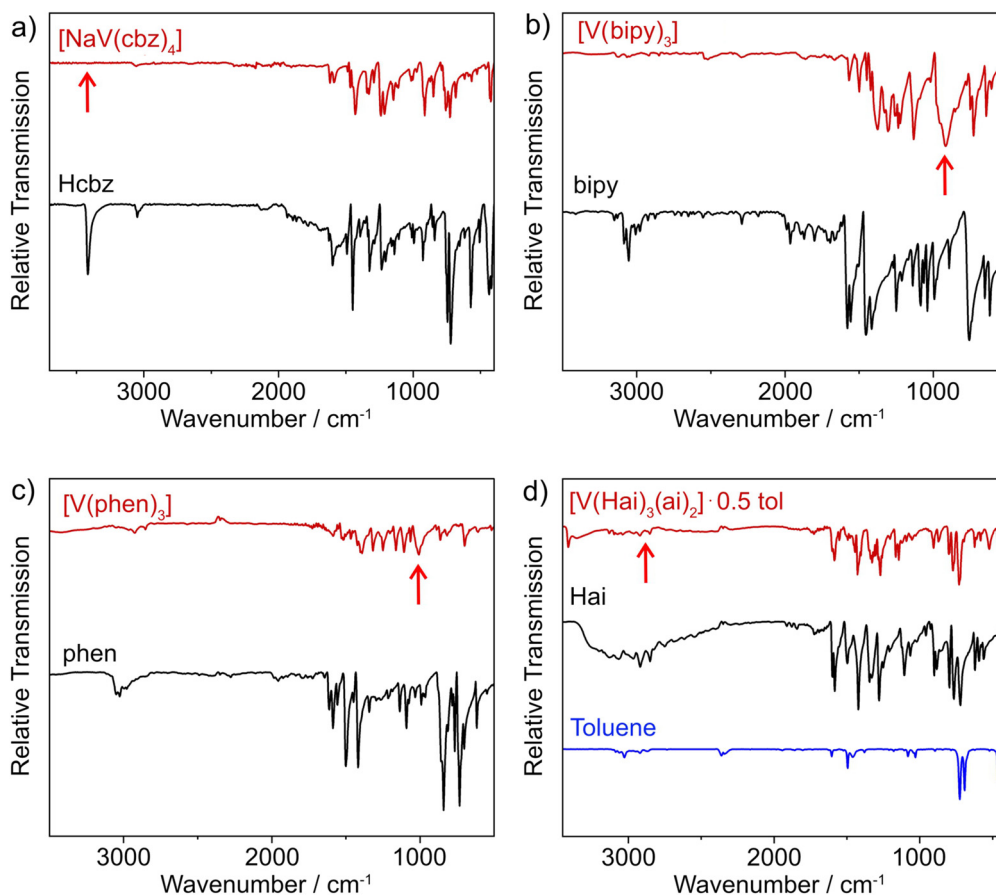 a)
[NaV(cbz)₄]
Hcbz
Relative Transmission
3000 2000 1000
Wavenumber / cm⁻¹
b)
[V(bipy)₃]
bipy
Relative Transmission
3000 2000 1000
Wavenumber / cm⁻¹
c)
[V(phen)₃]
phen
Relative Transmission
3000 2000 1000
Wavenumber / cm⁻¹
d)
[V(Hai)₃(ai)₂]·0.5 tol
Hai
Toluene
Relative Transmission
3000 2000 1000
Wavenumber / cm⁻¹